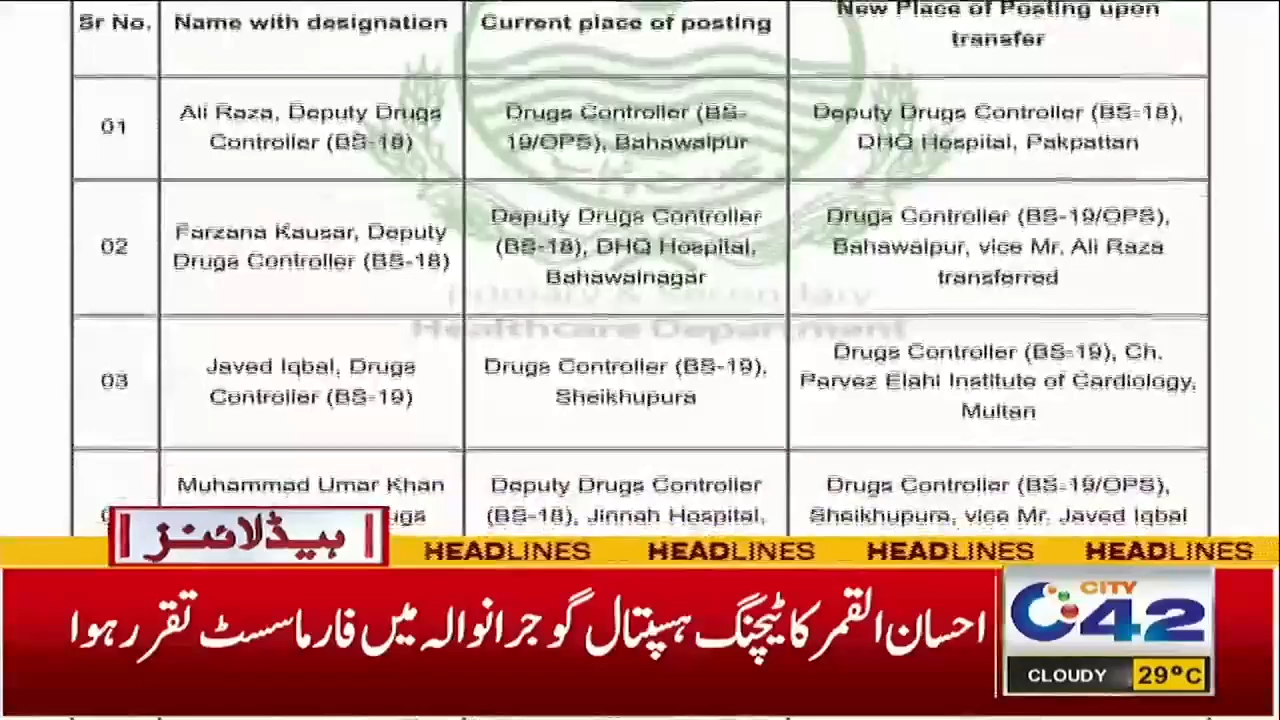 Sr No. Name with designation Current place of posting New Place of Posting upon
transfer
01 Ali Raza, Deputy Drugs
Controller (BS-18)
Drugs Controller (BS-
19/OPS), Bahawalpur
Deputy Drugs Controller (BS-18),
DHQ Hospital, Pakpattan
02 Farzana Kausar, Deputy
Drugs Controller (BS-18)
Deputy Drugs Controller
(BS-18), DHQ Hospital,
Bahawalnagar
Drugs Controller (BS-19/OPS),
Bahawalpur, vice Mr. Ali Raza
transferred
Primary & Secondary
Healthcare Department
03 Javed Iqbal, Drugs
Controller (BS-19)
Drugs Controller (BS-19),
Sheikhupura
Drugs Controller (BS-19), Ch.
Parvez Elahi Institute of Cardiology,
Multan
Muhammad Umar Khan
Deputy Drugs Controller
(BS-18), Jinnah Hospital,
Drugs Controller (BS-19/OPS),
Sheikhupura, vice Mr. Javed Iqbal
ہیڈلائنز
HEADLINES HEADLINES HEADLINES HEADLINES
احسان القمر کا ٹیچنگ ہسپتال گوجرانوالہ میں فارماسسٹ تقرر ہوا
CITY
42
CLOUDY 29°C